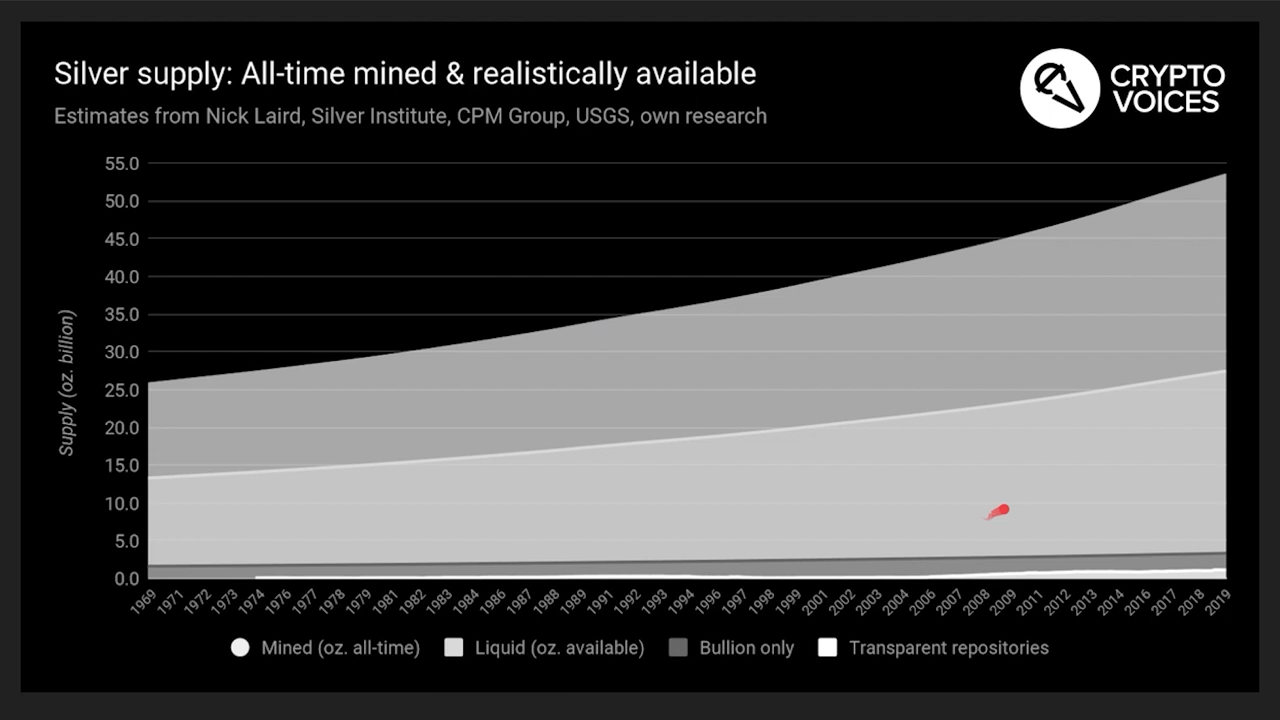 Silver supply: All-time mined & realistically available
Estimates from Nick Laird, Silver Institute, CPM Group, USGS, own research
CRYPTO
VOICES
55.0
50.0
45.0
40.0
35.0
30.0
25.0
20.0
15.0
10.0
5.0
0.0
Supply (oz. billion)
1969 1971 1972 1973 1974 1976 1977 1978 1979 1981 1982 1983 1984 1986 1987 1988 1989 1991 1992 1993 1994 1996 1997 1998 1999 2001 2002 2003 2004 2006 2007 2008 2009 2011 2012 2013 2014 2016 2017 2018 2019
Mined (oz. all-time) Liquid (oz. available) Bullion only Transparent repositories